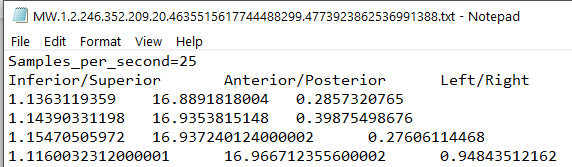 MW.1.2.246.352.209.20.4635515617744488299.4773923862536991388.txt - Notepad
File Edit Format View Help
Samples_per_second=25
Inferior/Superior Anterior/Posterior Left/Right
1.1363119359 16.8891818004 0.2857320765
1.14390331198 16.9353815148 0.39875498676
1.15470505972 16.937240124000002 0.27606114468
1.1160032312000001 16.966712355600002 0.94843512162